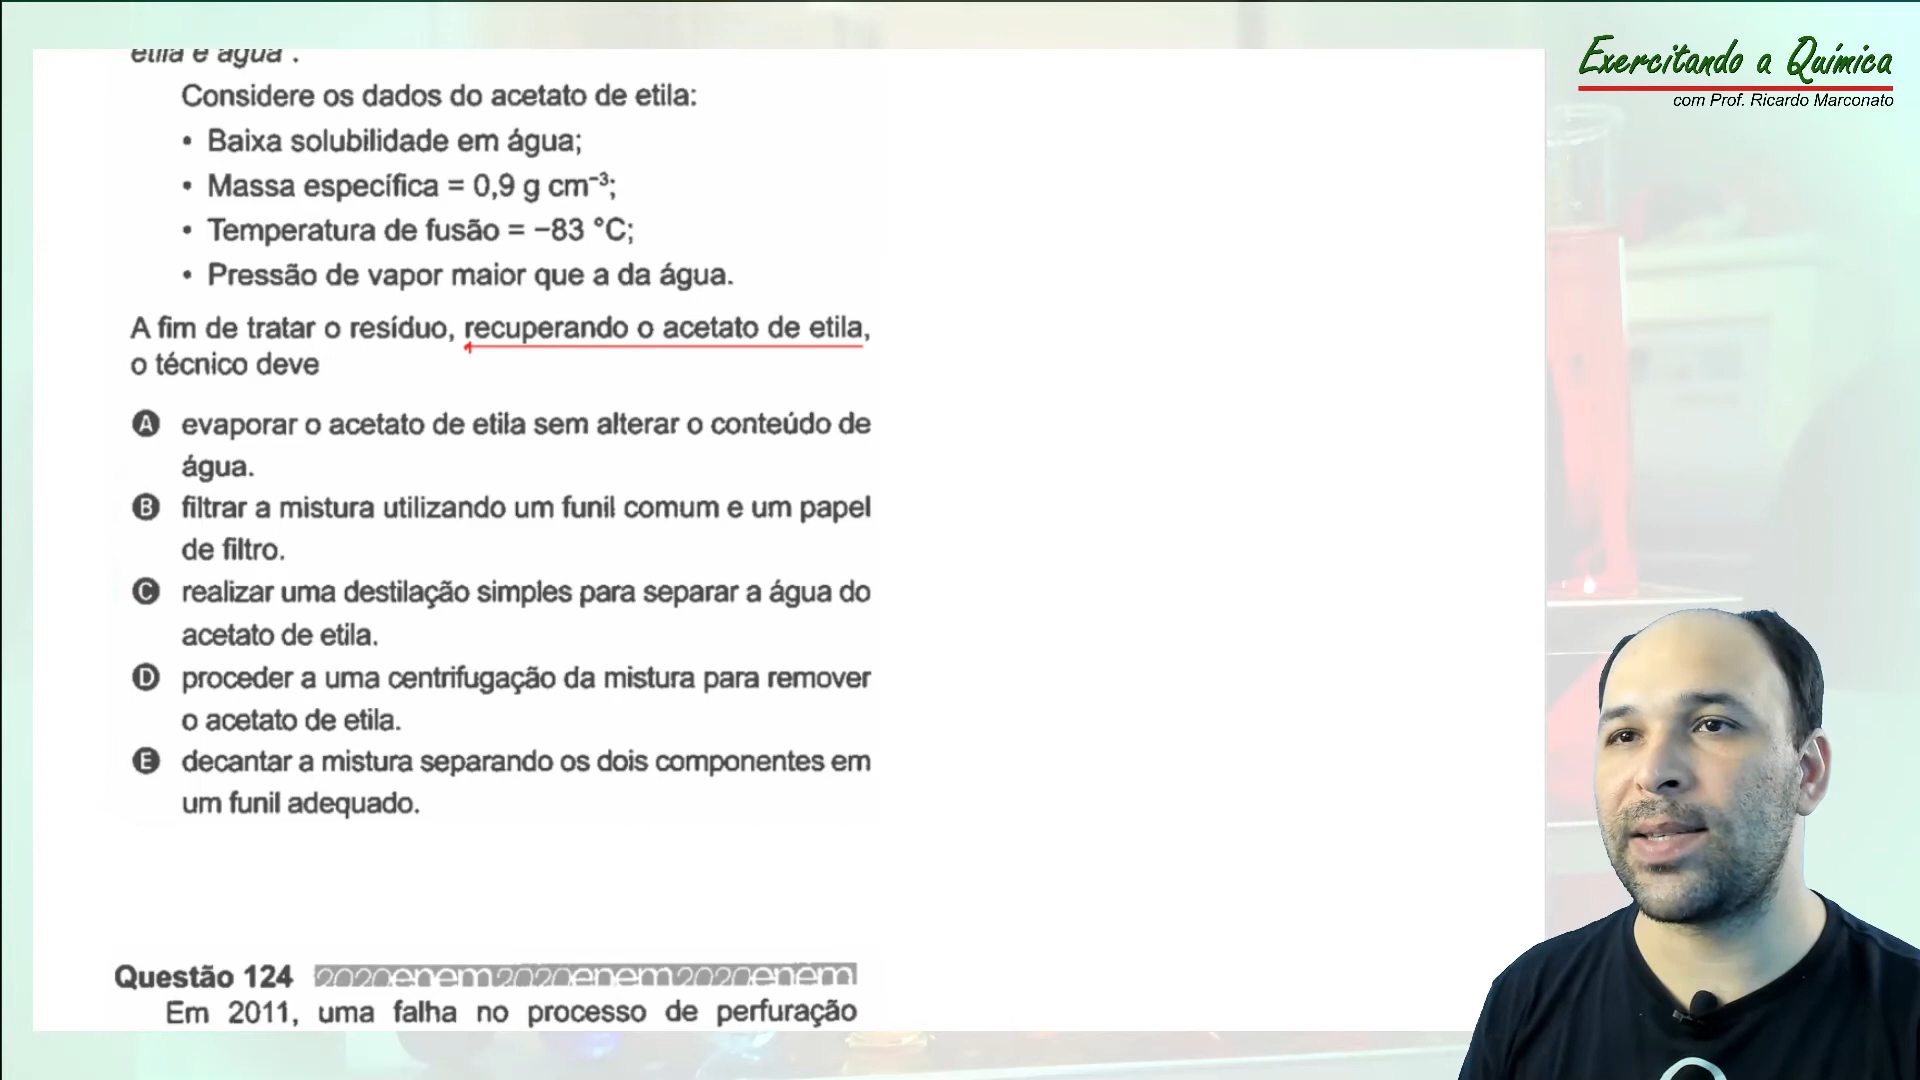 etila e água".
Considere os dados do acetato de etila:
• Baixa solubilidade em água;
• Massa específica = 0,9 g cm⁻³;
• Temperatura de fusão = −83 °C;
• Pressão de vapor maior que a da água.
A fim de tratar o resíduo, recuperando o acetato de etila,
o técnico deve
A evaporar o acetato de etila sem alterar o conteúdo de
água.
B filtrar a mistura utilizando um funil comum e um papel
de filtro.
C realizar uma destilação simples para separar a água do
acetato de etila.
D proceder a uma centrifugação da mistura para remover
o acetato de etila.
E decantar a mistura separando os dois componentes em
um funil adequado.
Questão 124 2020enem2020enem2020enem
Em 2011, uma falha no processo de perfuração
Exercitando a Química
com Prof. Ricardo Marconato